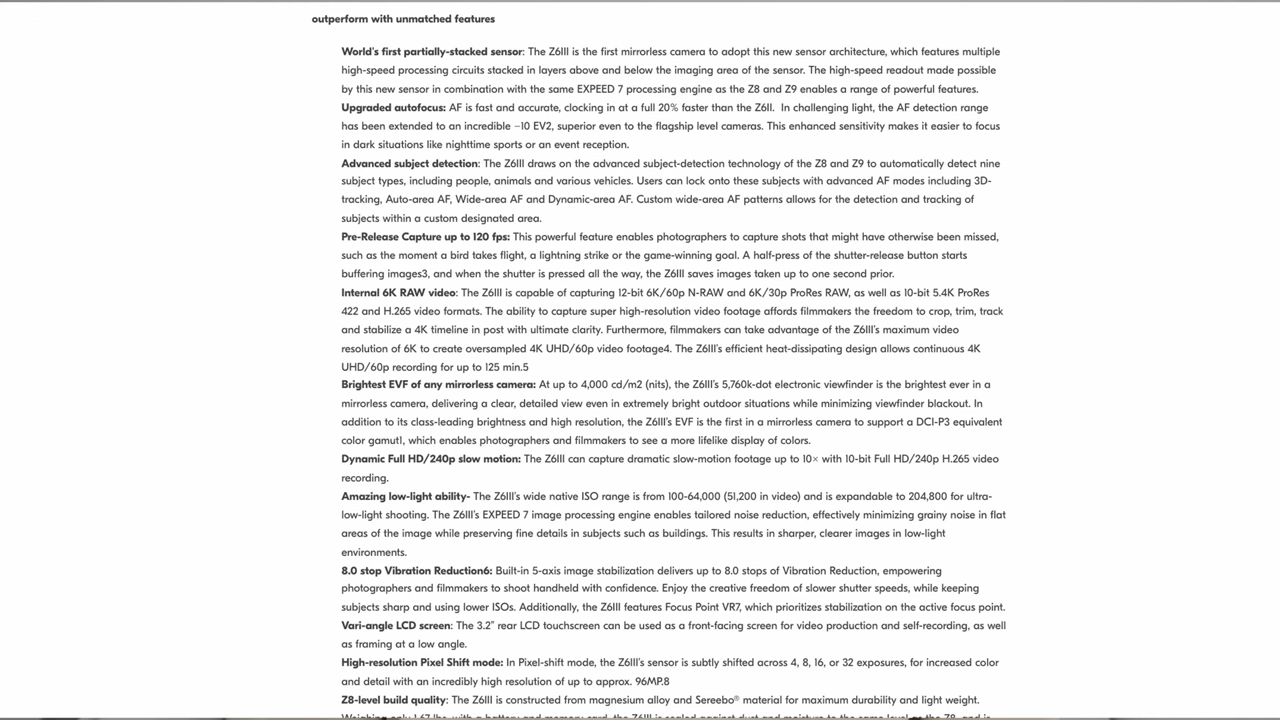 outperform with unmatched features
World's first partially-stacked sensor: The Z6III is the first mirrorless camera to adopt this new sensor architecture, which features multiple
high-speed processing circuits stacked in layers above and below the imaging area of the sensor. The high-speed readout made possible
by this new sensor in combination with the same EXPEED 7 processing engine as the Z8 and Z9 enables a range of powerful features.
Upgraded autofocus: AF is fast and accurate, clocking in at a full 20% faster than the Z6II.  In challenging light, the AF detection range
has been extended to an incredible −10 EV2, superior even to the flagship level cameras. This enhanced sensitivity makes it easier to focus
in dark situations like nighttime sports or an event reception.
Advanced subject detection: The Z6III draws on the advanced subject-detection technology of the Z8 and Z9 to automatically detect nine
subject types, including people, animals and various vehicles. Users can lock onto these subjects with advanced AF modes including 3D-
tracking, Auto-area AF, Wide-area AF and Dynamic-area AF. Custom wide-area AF patterns allows for the detection and tracking of
subjects within a custom designated area.
Pre-Release Capture up to 120 fps: This powerful feature enables photographers to capture shots that might have otherwise been missed,
such as the moment a bird takes flight, a lightning strike or the game-winning goal. A half-press of the shutter-release button starts
buffering images3, and when the shutter is pressed all the way, the Z6III saves images taken up to one second prior.
Internal 6K RAW video: The Z6III is capable of capturing 12-bit 6K/60p N-RAW and 6K/30p ProRes RAW, as well as 10-bit 5.4K ProRes
422 and H.265 video formats. The ability to capture super high-resolution video footage affords filmmakers the freedom to crop, trim, track
and stabilize a 4K timeline in post with ultimate clarity. Furthermore, filmmakers can take advantage of the Z6III's maximum video
resolution of 6K to create oversampled 4K UHD/60p video footage4. The Z6III's efficient heat-dissipating design allows continuous 4K
UHD/60p recording for up to 125 min.5
Brightest EVF of any mirrorless camera: At up to 4,000 cd/m2 (nits), the Z6III's 5,760k-dot electronic viewfinder is the brightest ever in a
mirrorless camera, delivering a clear, detailed view even in extremely bright outdoor situations while minimizing viewfinder blackout. In
addition to its class-leading brightness and high resolution, the Z6III's EVF is the first in a mirrorless camera to support a DCI-P3 equivalent
color gamut1, which enables photographers and filmmakers to see a more lifelike display of colors.
Dynamic Full HD/240p slow motion: The Z6III can capture dramatic slow-motion footage up to 10× with 10-bit Full HD/240p H.265 video
recording.
Amazing low-light ability- The Z6III's wide native ISO range is from 100-64,000 (51,200 in video) and is expandable to 204,800 for ultra-
low-light shooting. The Z6III's EXPEED 7 image processing engine enables tailored noise reduction, effectively minimizing grainy noise in flat
areas of the image while preserving fine details in subjects such as buildings. This results in sharper, clearer images in low-light
environments.
8.0 stop Vibration Reduction6: Built-in 5-axis image stabilization delivers up to 8.0 stops of Vibration Reduction, empowering
photographers and filmmakers to shoot handheld with confidence. Enjoy the creative freedom of slower shutter speeds, while keeping
subjects sharp and using lower ISOs. Additionally, the Z6III features Focus Point VR7, which prioritizes stabilization on the active focus point.
Vari-angle LCD screen: The 3.2" rear LCD touchscreen can be used as a front-facing screen for video production and self-recording, as well
as framing at a low angle.
High-resolution Pixel Shift mode: In Pixel-shift mode, the Z6III's sensor is subtly shifted across 4, 8, 16, or 32 exposures, for increased color
and detail with an incredibly high resolution of up to approx. 96MP.8
Z8-level build quality: The Z6III is constructed from magnesium alloy and Sereebo® material for maximum durability and light weight.
Weighing only 1.67 lbs. with a battery and memory card, the Z6III is sealed against dust and moisture to the same level as the Z8, and is